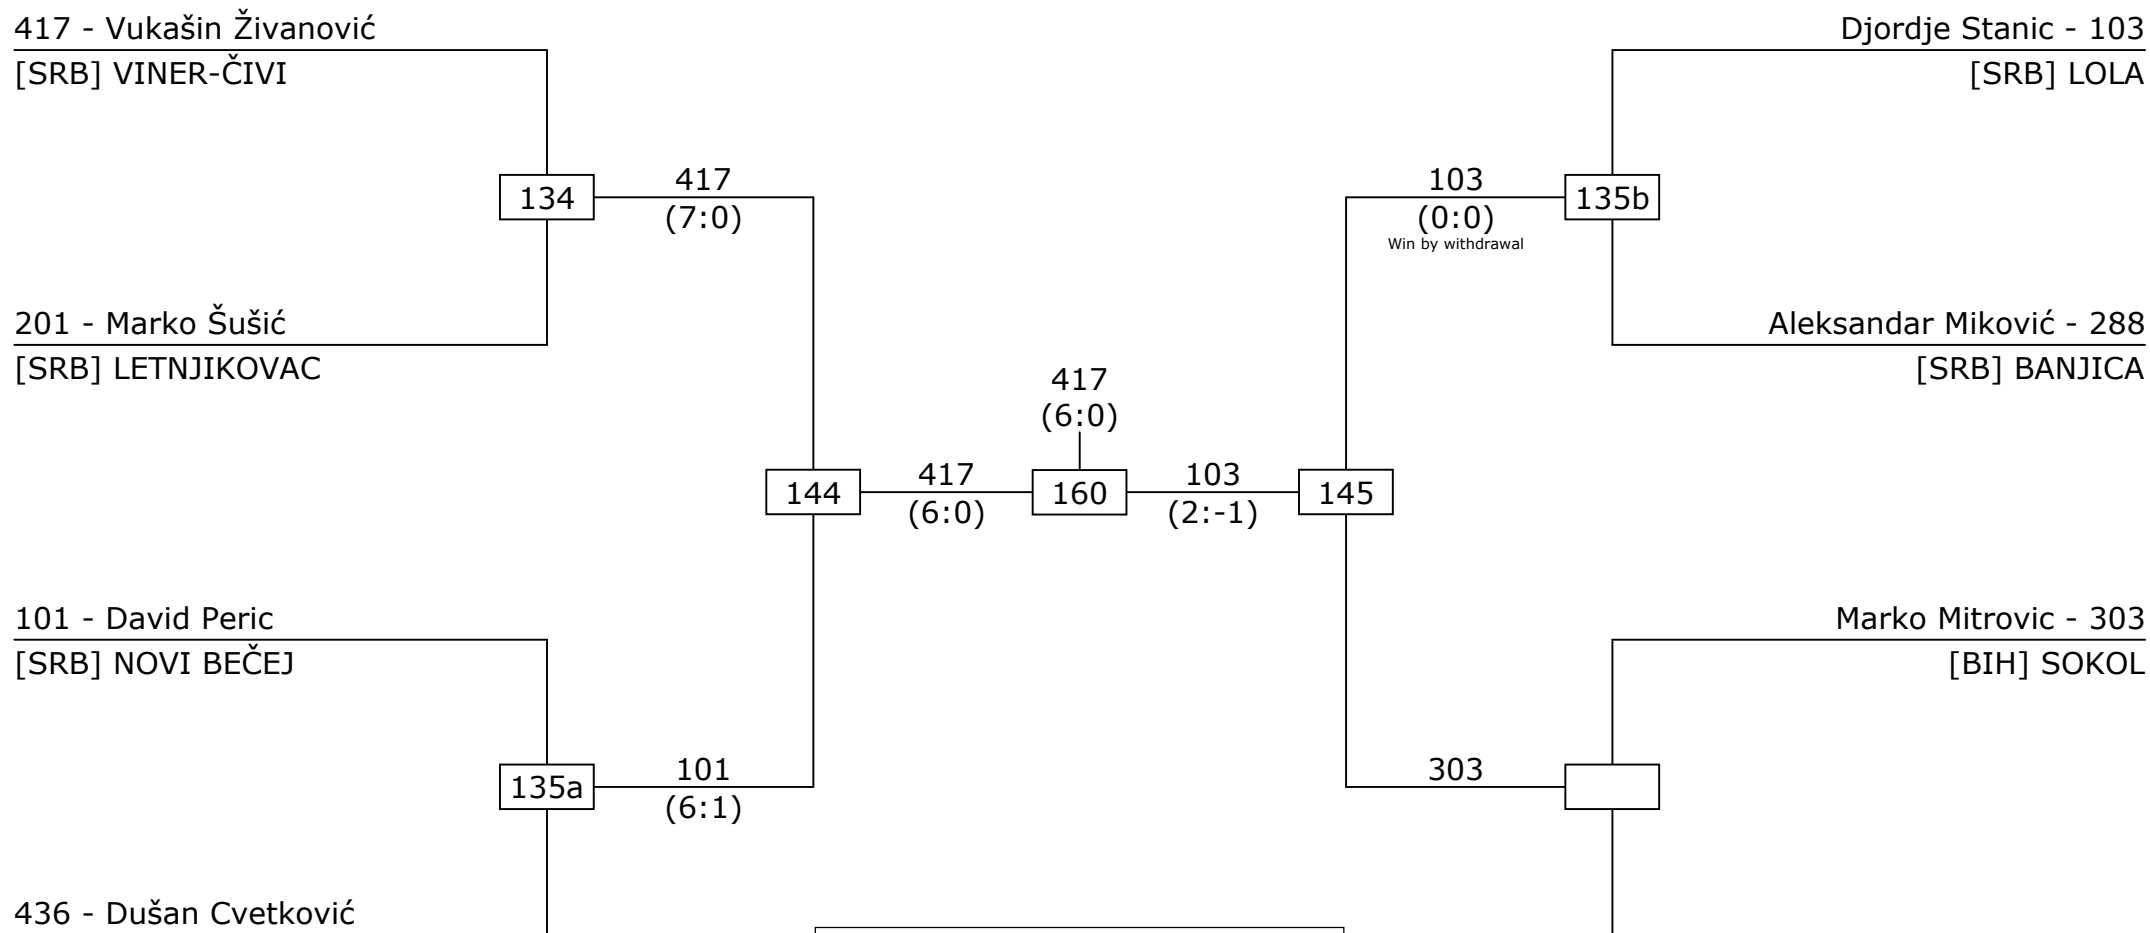 417 - Vukašin Živanović
[SRB] VINER-ČIVI
Djordje Stanic - 103
[SRB] LOLA
134
417
(7:0)
103
(0:0)
Win by withdrawal
135b
201 - Marko Šušić
[SRB] LETNJIKOVAC
Aleksandar Miković - 288
[SRB] BANJICA
417
(6:0)
144
417
(6:0)
160
103
(2:-1)
145
101 - David Peric
[SRB] NOVI BEČEJ
Marko Mitrovic - 303
[BIH] SOKOL
135a
101
(6:1)
303
436 - Dušan Cvetković